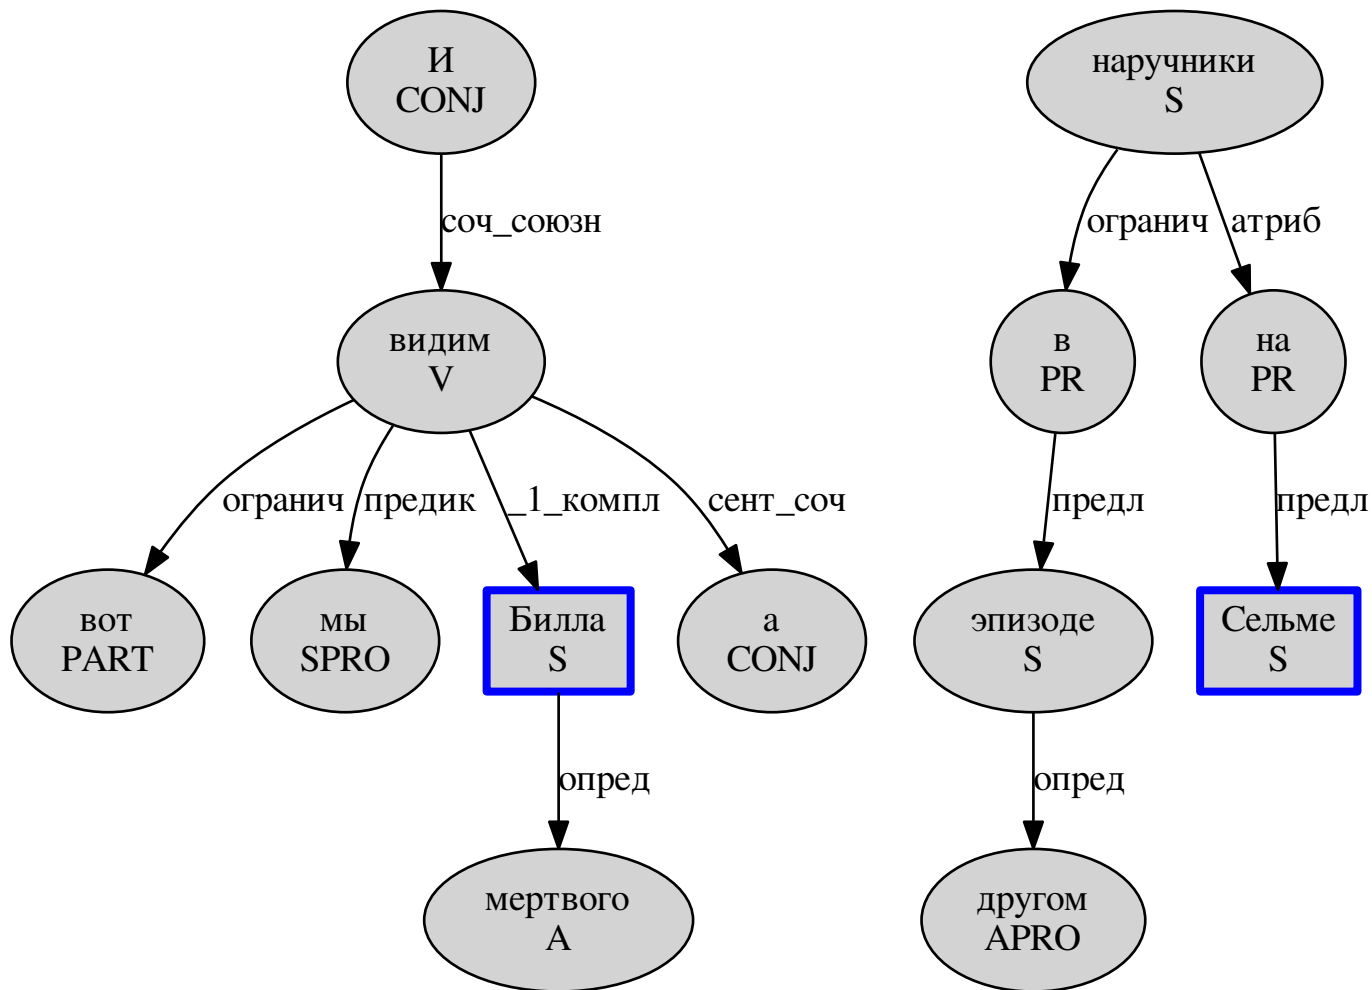 И
CONJ
наручники
S
соч_союзн
огранич
атриб
видим
V
в
PR
на
PR
огранич
предик
_1_компл
сент_соч
предл
предл
вот
PART
мы
SPRO
Билла
S
а
CONJ
эпизоде
S
Сельме
S
опред
опред
мертвого
A
другом
APRO